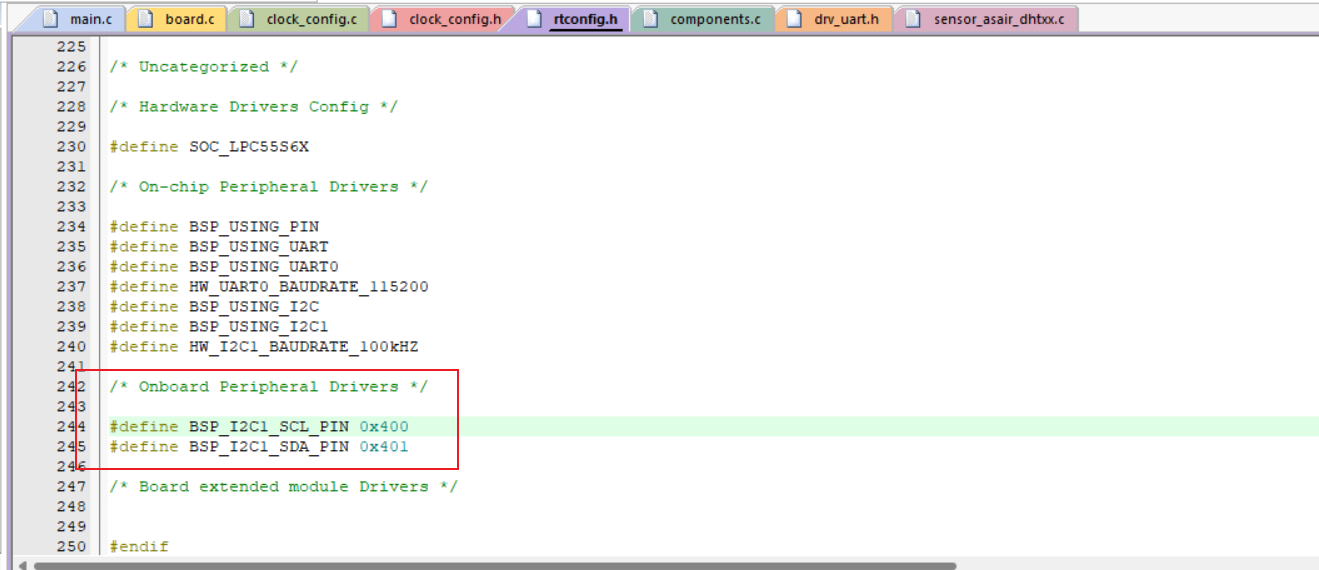 main.c board.c clock_config.c clock_config.h rtconfig.h components.c drv_uart.h sensor_asair_dhtxx.c
225
226 /* Uncategorized */
227
228 /* Hardware Drivers Config */
229
230 #define SOC_LPC55S6X
231
232 /* On-chip Peripheral Drivers */
233
234 #define BSP_USING_PIN
235 #define BSP_USING_UART
236 #define BSP_USING_UART0
237 #define HW_UART0_BAUDRATE_115200
238 #define BSP_USING_I2C
239 #define BSP_USING_I2C1
240 #define HW_I2C1_BAUDRATE_100kHZ
241
242 /* Onboard Peripheral Drivers */
243
244 #define BSP_I2C1_SCL_PIN 0x400
245 #define BSP_I2C1_SDA_PIN 0x401
246
247 /* Board extended module Drivers */
248
249
250 #endif